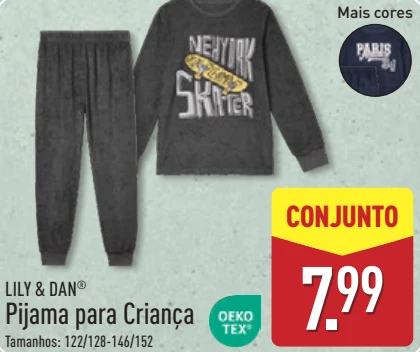 Mais cores
PARIS
NEW YORK
SKATER
CONJUNTO
7.99
LILY & DAN®
Pijama para Criança
OEKO
TEX®
Tamanhos: 122/128-146/152